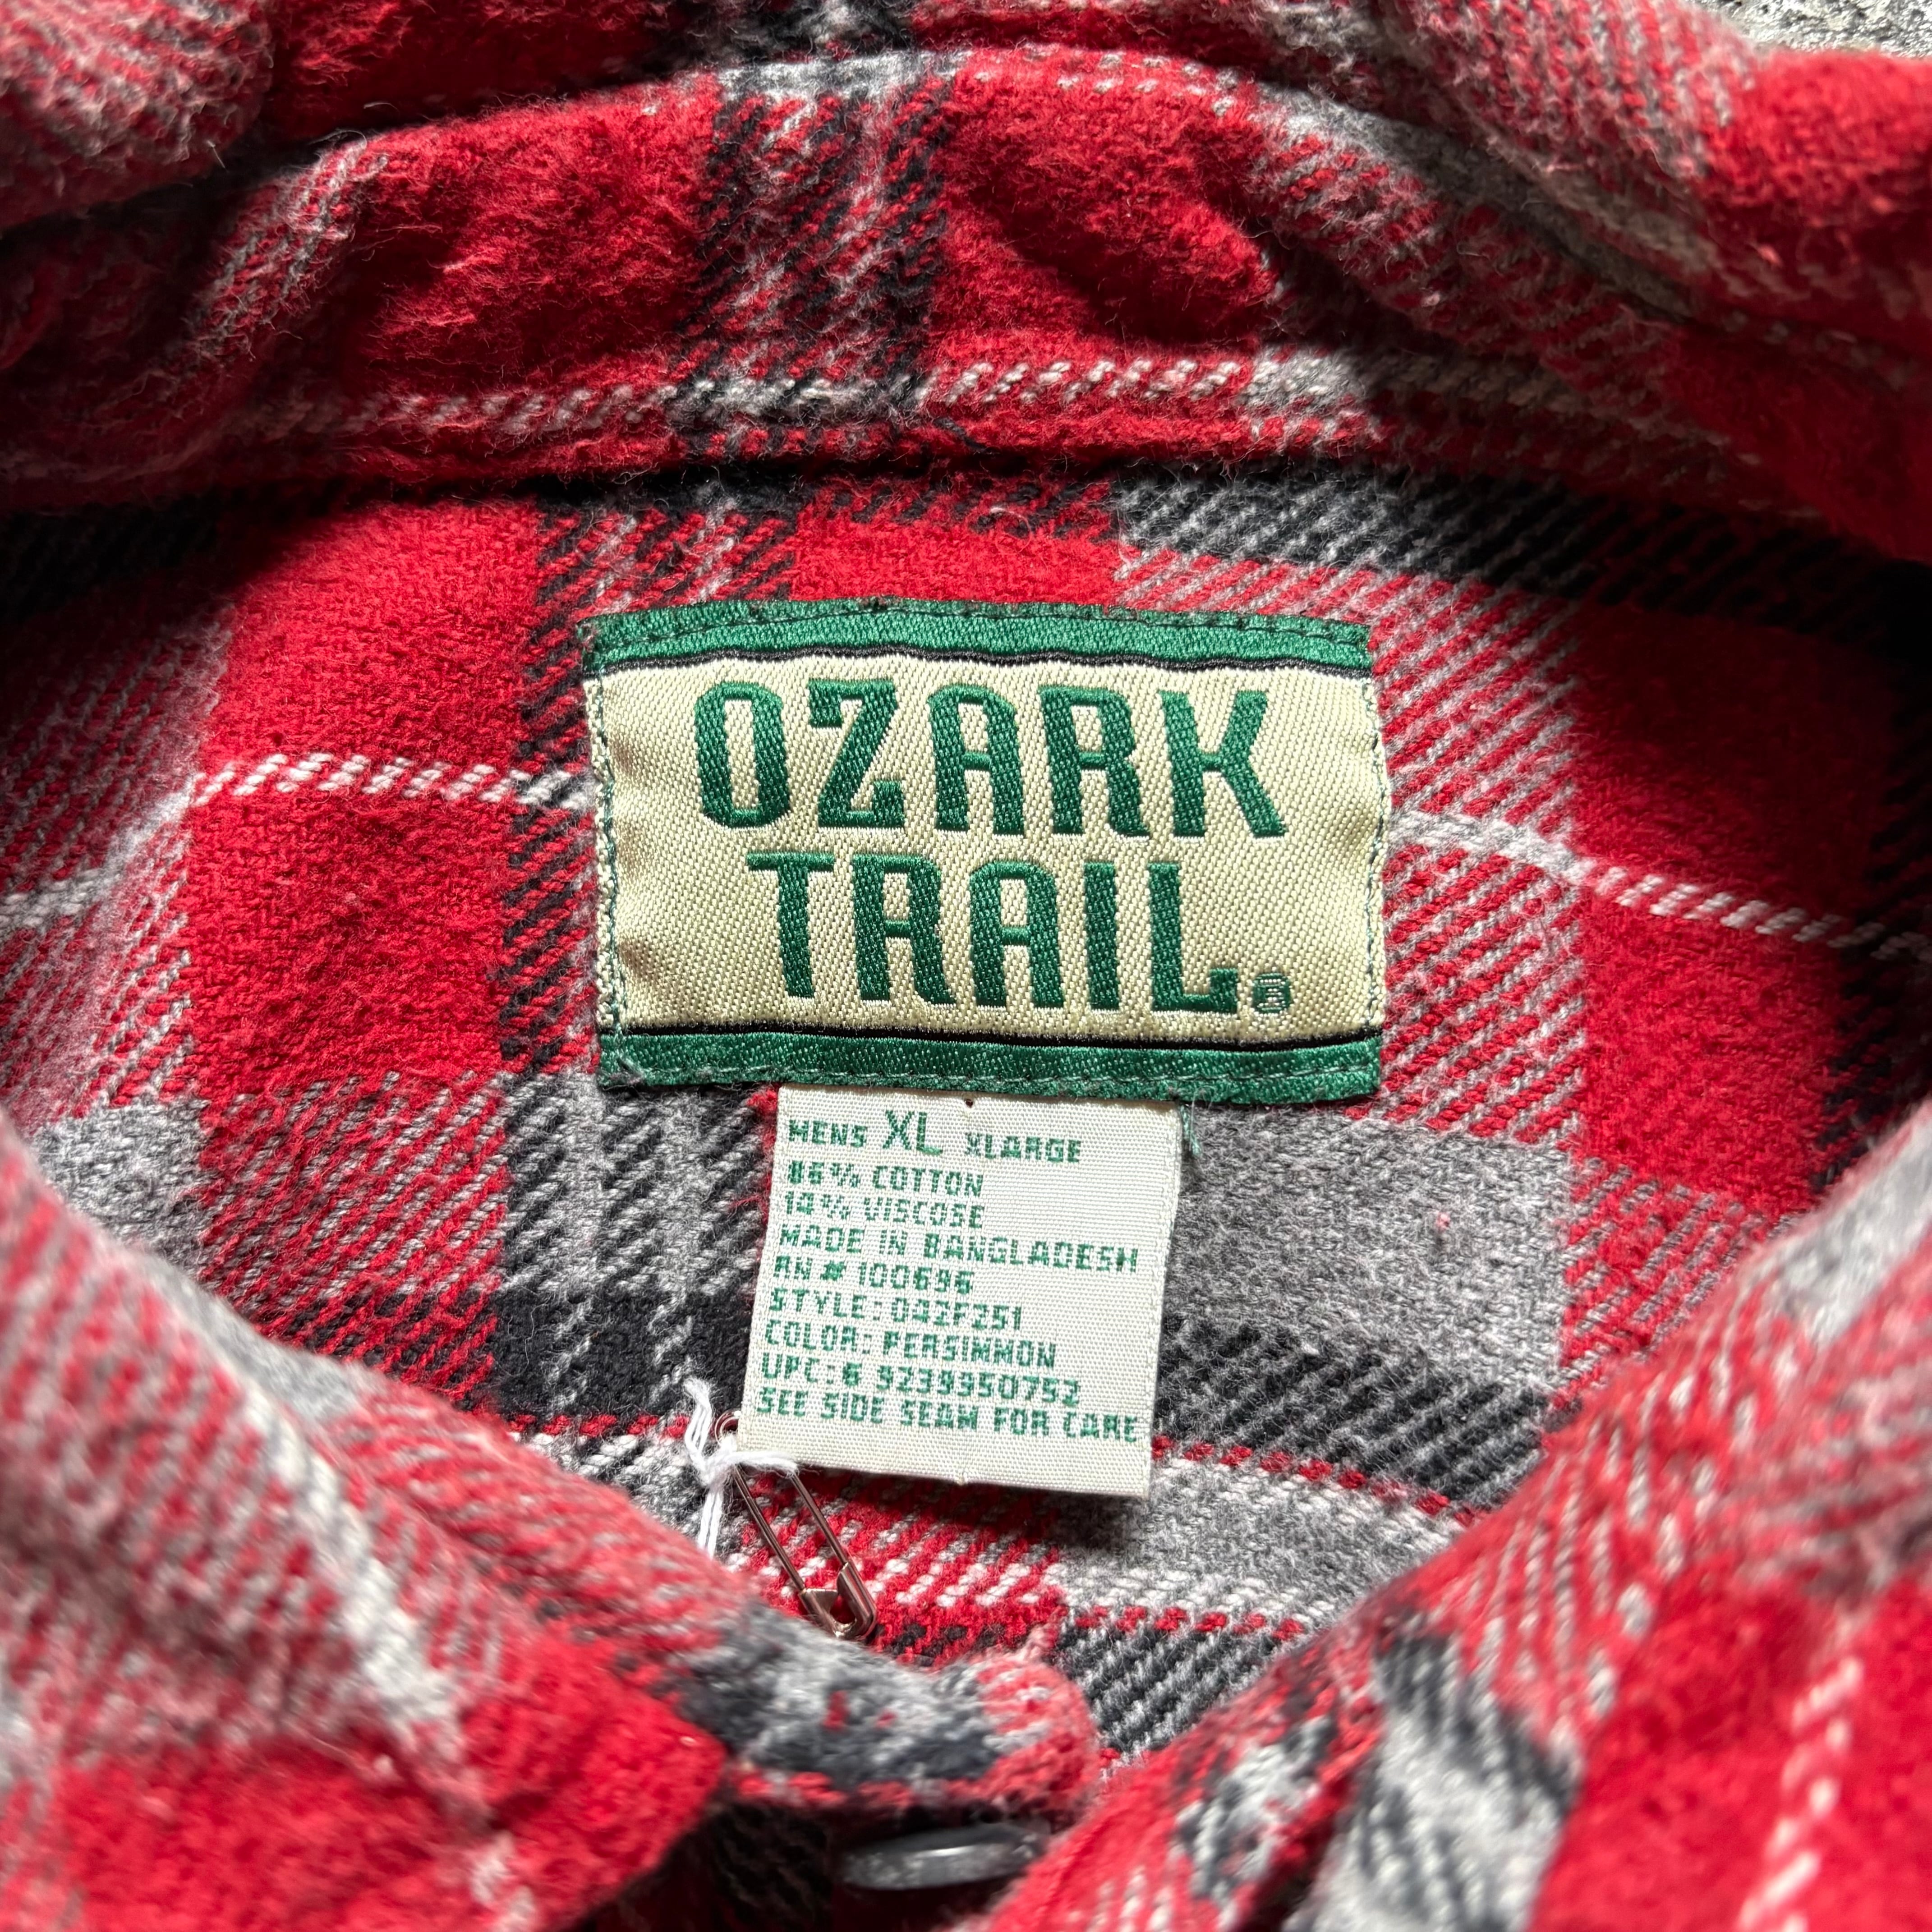 OZARK
TRAIL®
MENS XL XLARGE
86% COTTON
14% VISCOSE
MADE IN BANGLADESH
RN # 100696
STYLE: 042F251
COLOR: PERSIMMON
UPC: 6 9239950752
SEE SIDE SEAM FOR CARE